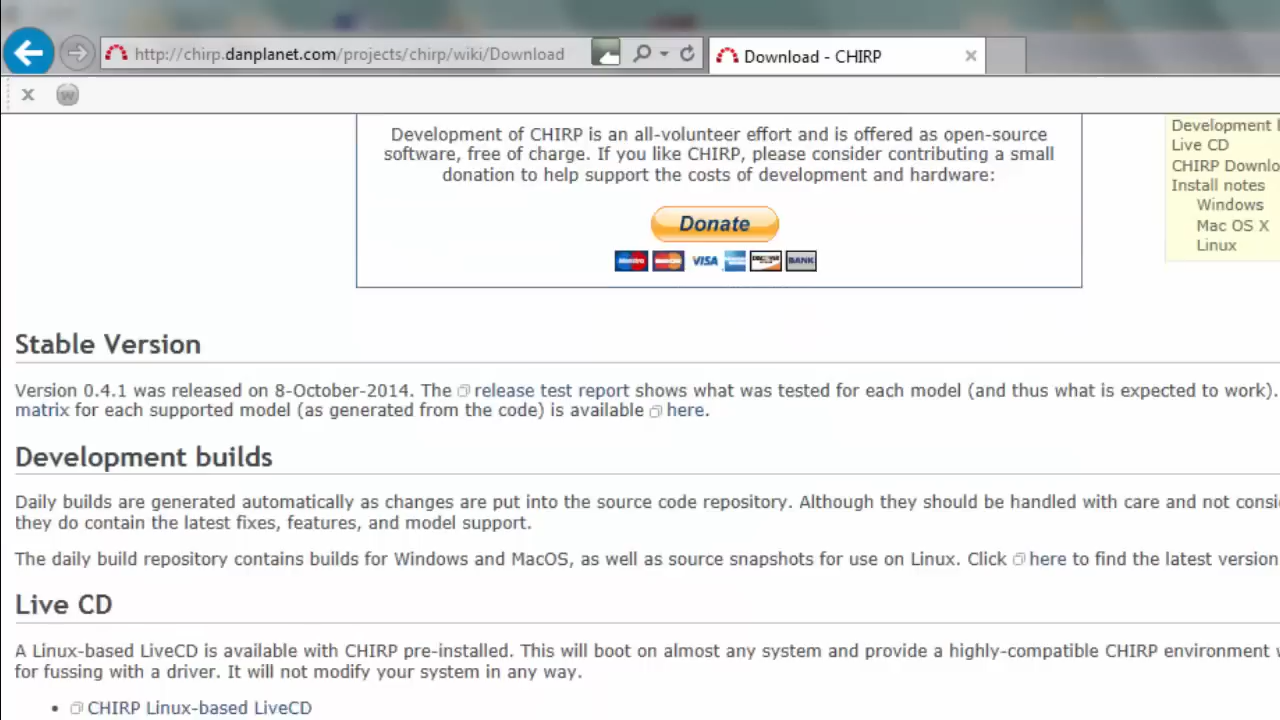 http://chirp.danplanet.com/projects/chirp/wiki/Download
Download - CHIRP
Development of CHIRP is an all-volunteer effort and is offered as open-source
software, free of charge. If you like CHIRP, please consider contributing a small
donation to help support the costs of development and hardware:
Donate
VISA
BANK
Live CD
Install notes
Windows
Mac OS X
Linux
Stable Version
Version 0.4.1 was released on 8-October-2014. The release test report shows what was tested for each model (and thus what is expected to work).
matrix for each supported model (as generated from the code) is available here.
Development builds
Daily builds are generated automatically as changes are put into the source code repository. Although they should be handled with care and not
they do contain the latest fixes, features, and model support.
The daily build repository contains builds for Windows and MacOS, as well as source snapshots for use on Linux. Click here to find the latest version
Live CD
A Linux-based LiveCD is available with CHIRP pre-installed. This will boot on almost any system and provide a highly-compatible CHIRP environment
for fussing with a driver. It will not modify your system in any way.
• CHIRP Linux-based LiveCD